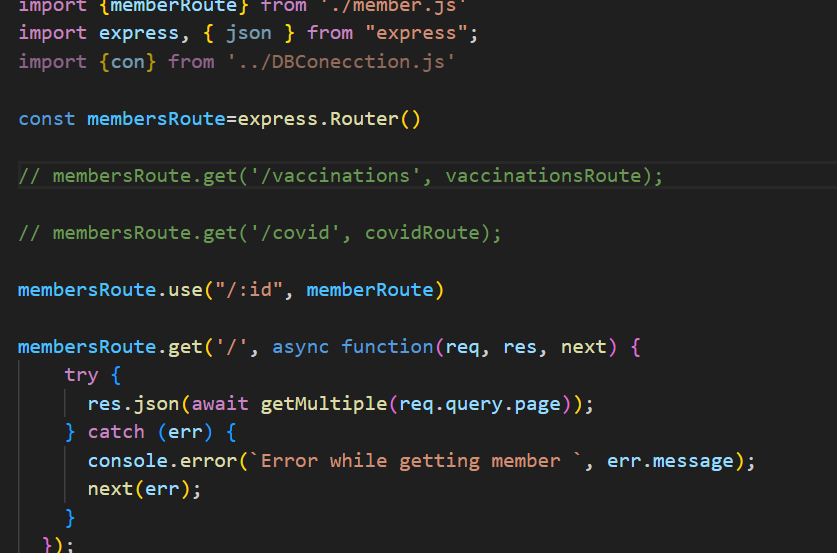 import {memberRoute} from './member.js'
import express, { json } from "express";
import {con} from '../DBConecction.js'
const membersRoute=express.Router()
// membersRoute.get('/vaccinations', vaccinationsRoute);
// membersRoute.get('/covid', covidRoute);
membersRoute.use("/:id", memberRoute)
membersRoute.get('/', async function(req, res, next) {
try {
res.json(await getMultiple(req.query.page));
} catch (err) {
console.error(`Error while getting member `, err.message);
next(err);
}
});